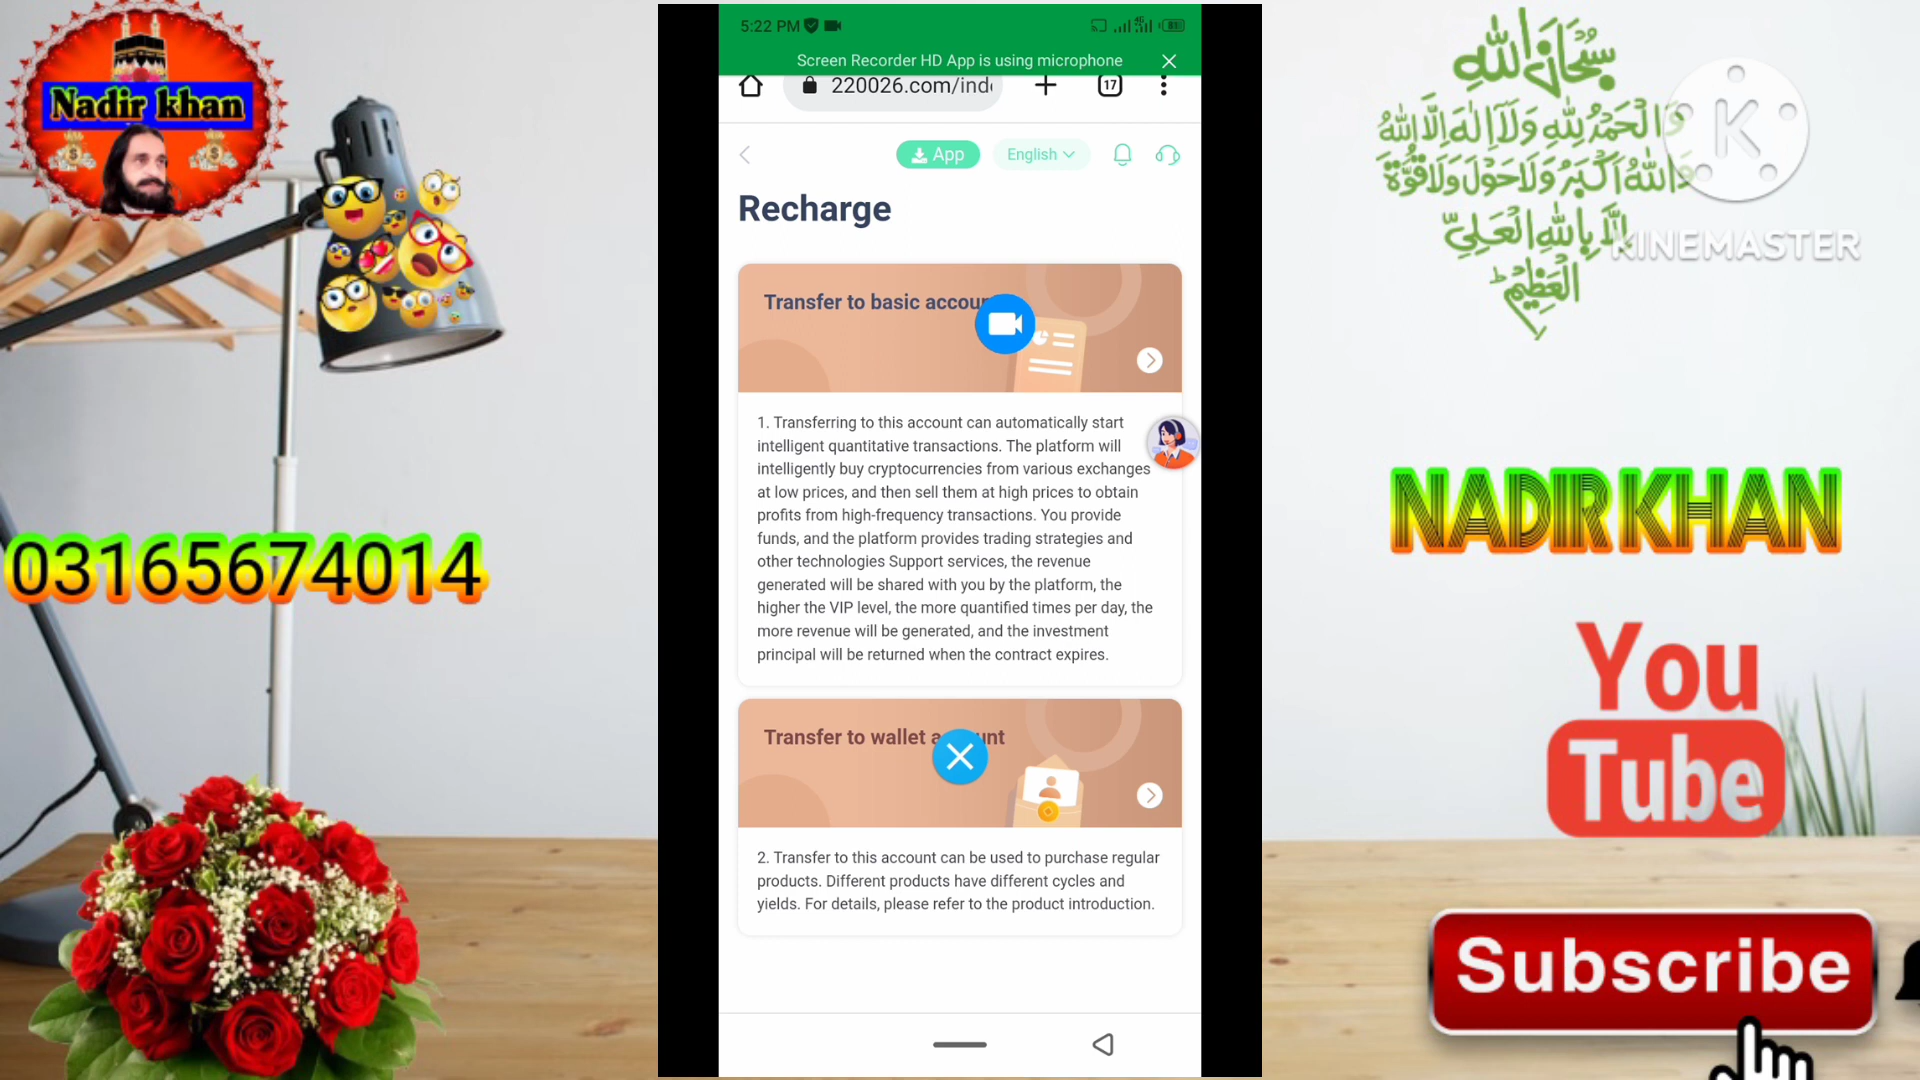 Nadir khan
03165674014
5:22 PM
Screen Recorder HD App is using microphone
220026.com/ind
17
App
English
Recharge
Transfer to basic accoun
1. Transferring to this account can automatically start
intelligent quantitative transactions. The platform will
intelligently buy cryptocurrencies from various exchanges
at low prices, and then sell them at high prices to obtain
profits from high-frequency transactions. You provide
funds, and the platform provides trading strategies and
other technologies Support services, the revenue
generated will be shared with you by the platform, the
higher the VIP level, the more quantified times per day, the
more revenue will be generated, and the investment
principal will be returned when the contract expires.
Transfer to wallet a unt
2. Transfer to this account can be used to purchase regular
products. Different products have different cycles and
yields. For details, please refer to the product introduction.
سُبْحَانَ اللهِ
وَالْحَمْدُ لِلّٰهِ وَلَا إِلٰهَ إِلَّا اللهُ
وَاللهُ أَكْبَرُ وَلَا حَوْلَ وَلَا قُوَّةَ
إِلَّا بِاللهِ الْعَلِيِّ
الْعَظِيْمِ
K
KINEMASTER
NADIR KHAN
You
Tube
Subscribe